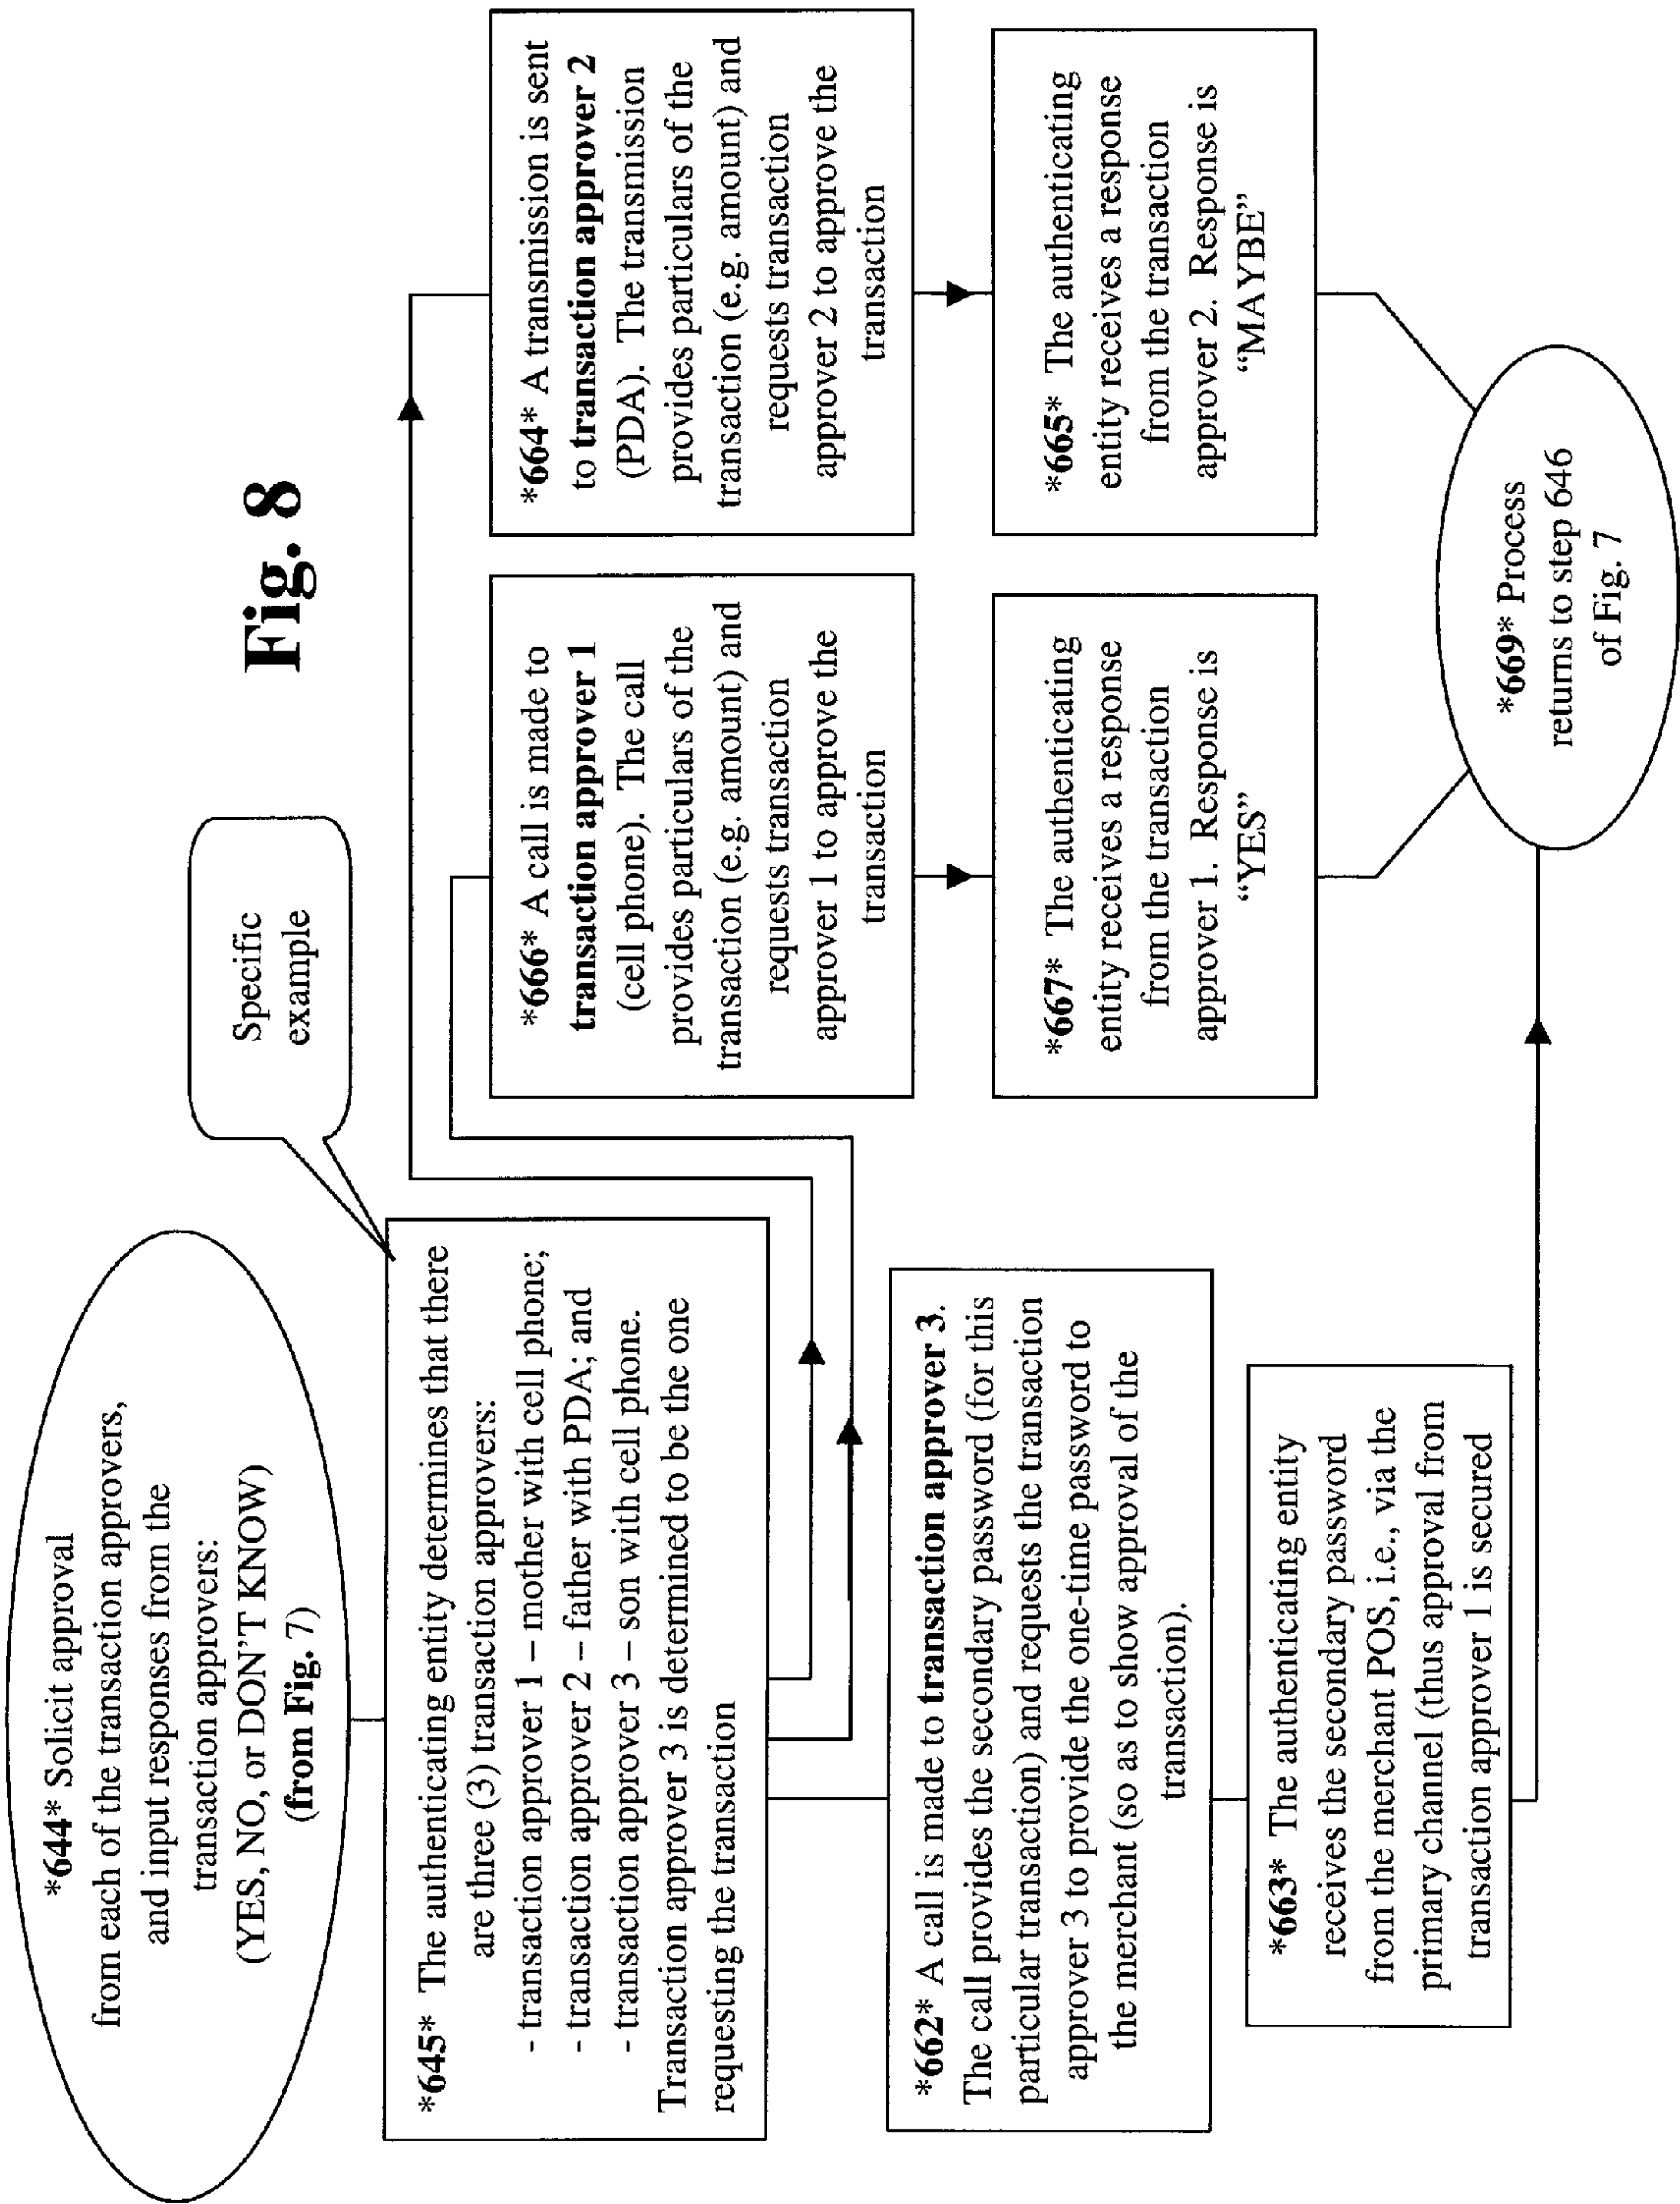 Fig. 8
*644* Solicit approval
from each of the transaction approvers,
and input responses from the
transaction approvers:
(YES, NO, or DON'T KNOW)
(from Fig. 7)
Specific
example
*645* The authenticating entity determines that there
are three (3) transaction approvers:
- transaction approver 1 – mother with cell phone;
- transaction approver 2 – father with PDA; and
- transaction approver 3 – son with cell phone.
Transaction approver 3 is determined to be the one
requesting the transaction
*662* A call is made to transaction approver 3.
The call provides the secondary password (for this
particular transaction) and requests the transaction
approver 3 to provide the one-time password to
the merchant (so as to show approval of the
transaction).
*663* The authenticating entity
receives the secondary password
from the merchant POS, i.e., via the
primary channel (thus approval from
transaction approver 1 is secured
*666* A call is made to
transaction approver 1
(cell phone). The call
provides particulars of the
transaction (e.g. amount) and
requests transaction
approver 1 to approve the
transaction
*667* The authenticating
entity receives a response
from the transaction
approver 1. Response is
“YES”
*664* A transmission is sent
to transaction approver 2
(PDA). The transmission
provides particulars of the
transaction (e.g. amount) and
requests transaction
approver 2 to approve the
transaction
*665* The authenticating
entity receives a response
from the transaction
approver 2. Response is
“MAYBE”
*669* Process
returns to step 646
of Fig. 7